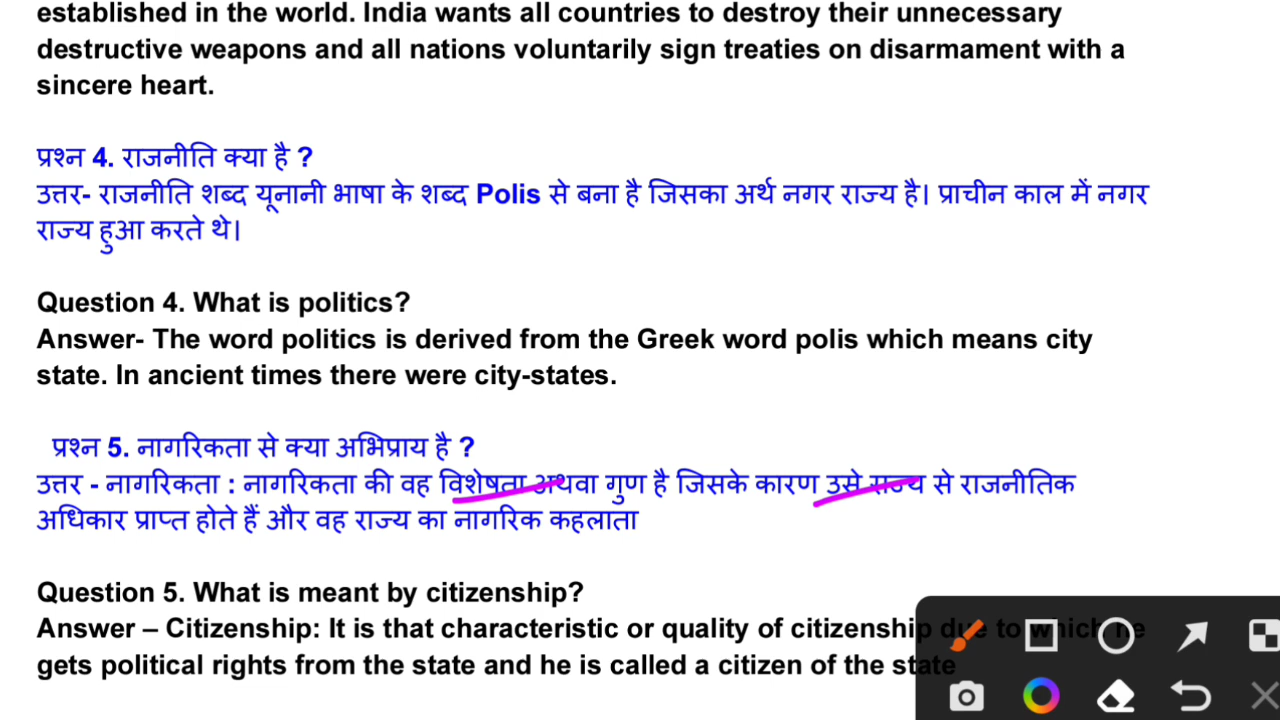 established in the world. India wants all countries to destroy their unnecessary
destructive weapons and all nations voluntarily sign treaties on disarmament with a
sincere heart.
प्रश्न 4. राजनीति क्या है ?
उत्तर- राजनीति शब्द यूनानी भाषा के शब्द Polis से बना है जिसका अर्थ नगर राज्य है। प्राचीन काल में नगर
राज्य हुआ करते थे।
Question 4. What is politics?
Answer- The word politics is derived from the Greek word polis which means city
state. In ancient times there were city-states.
प्रश्न 5. नागरिकता से क्या अभिप्राय है ?
उत्तर - नागरिकता : नागरिकता की वह विशेषता अथवा गुण है जिसके कारण उसे राज्य से राजनीतिक
अधिकार प्राप्त होते हैं और वह राज्य का नागरिक कहलाता
Question 5. What is meant by citizenship?
Answer – Citizenship: It is that characteristic or quality of citizenship due to which he
gets political rights from the state and he is called a citizen of the state